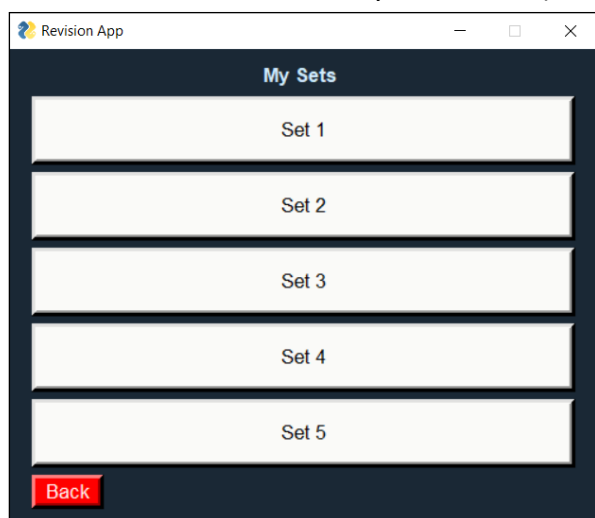 Revision App
My Sets
Set 1
Set 2
Set 3
Set 4
Set 5
Back